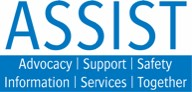 ASSIST
Advocacy | Support | Safety
Information | Services | Together